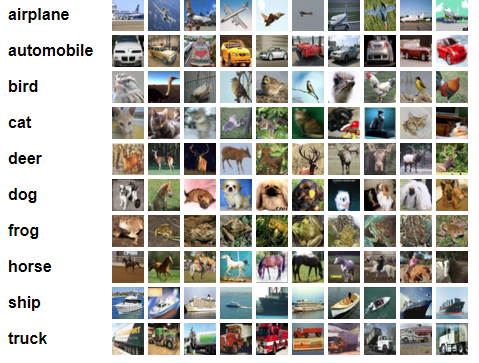 airplane
automobile
bird
cat
deer
dog
frog
horse
ship
truck